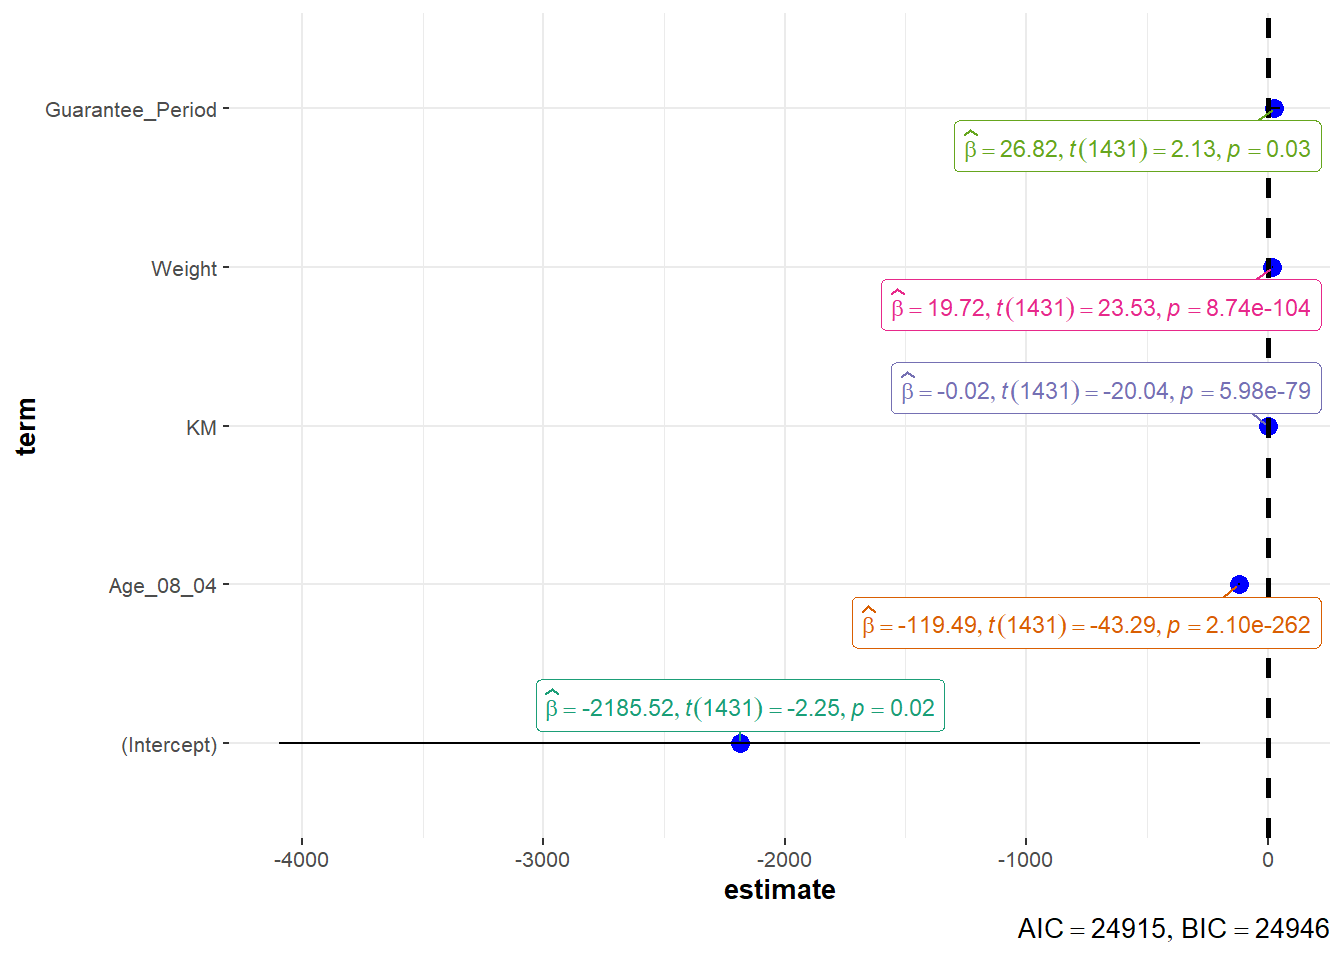 Guarantee_Period
β̂ = 26.82, t(1431) = 2.13, p = 0.03
Weight
β̂ = 19.72, t(1431) = 23.53, p = 8.74e-104
β̂ = -0.02, t(1431) = -20.04, p = 5.98e-79
KM
term
Age_08_04
β̂ = -119.49, t(1431) = -43.29, p = 2.10e-262
β̂ = -2185.52, t(1431) = -2.25, p = 0.02
(Intercept)
-4000 -3000 -2000 -1000 0
estimate
AIC = 24915, BIC = 24946